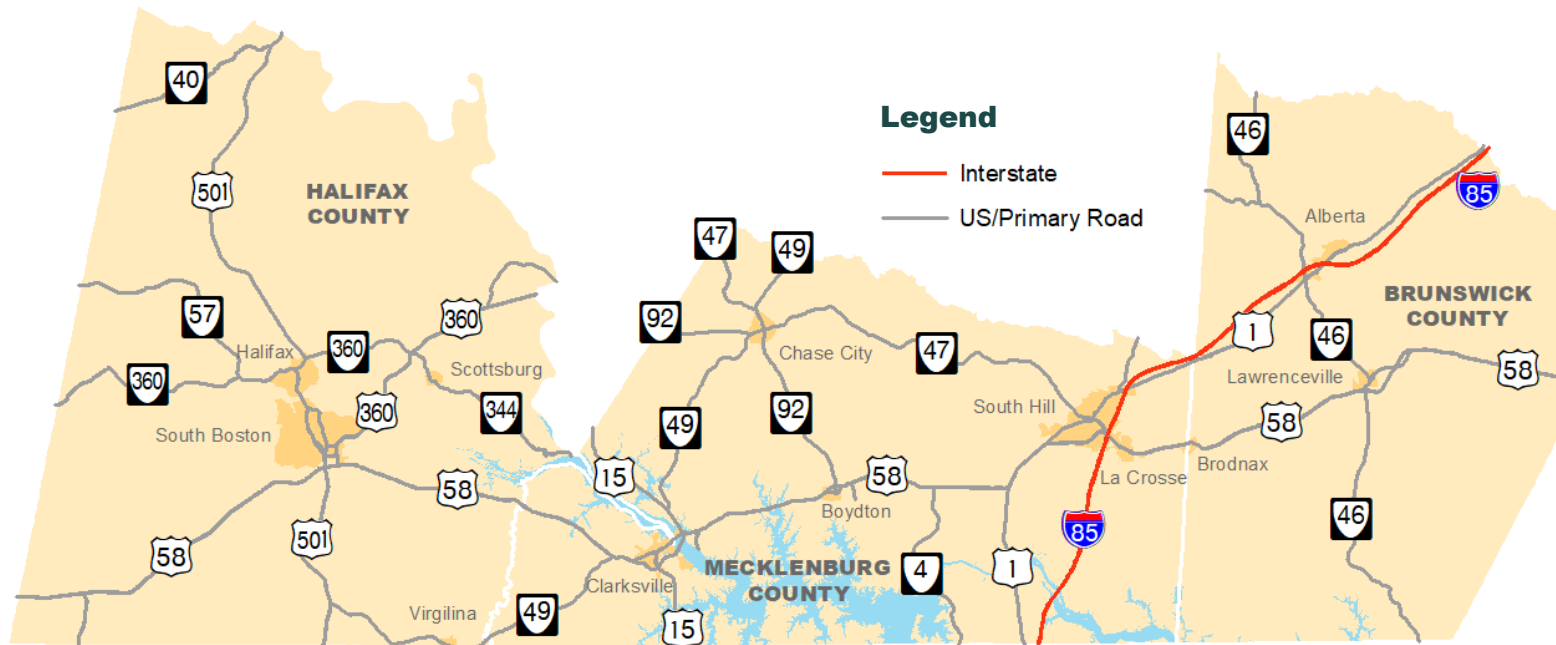 40
46
Legend
Interstate
85
501
HALIFAX
COUNTY
US/Primary Road
Alberta
47
49
57
360
92
BRUNSWICK
COUNTY
1
46
Halifax
360
Scottsburg
Chase City
47
Lawrenceville
58
360
360
344
49
92
South Hill
58
South Boston
15
58
Brodnax
La Crosse
58
Boydton
46
501
85
58
MECKLENBURG
COUNTY
4
1
Clarksville
Virgilina
49
15